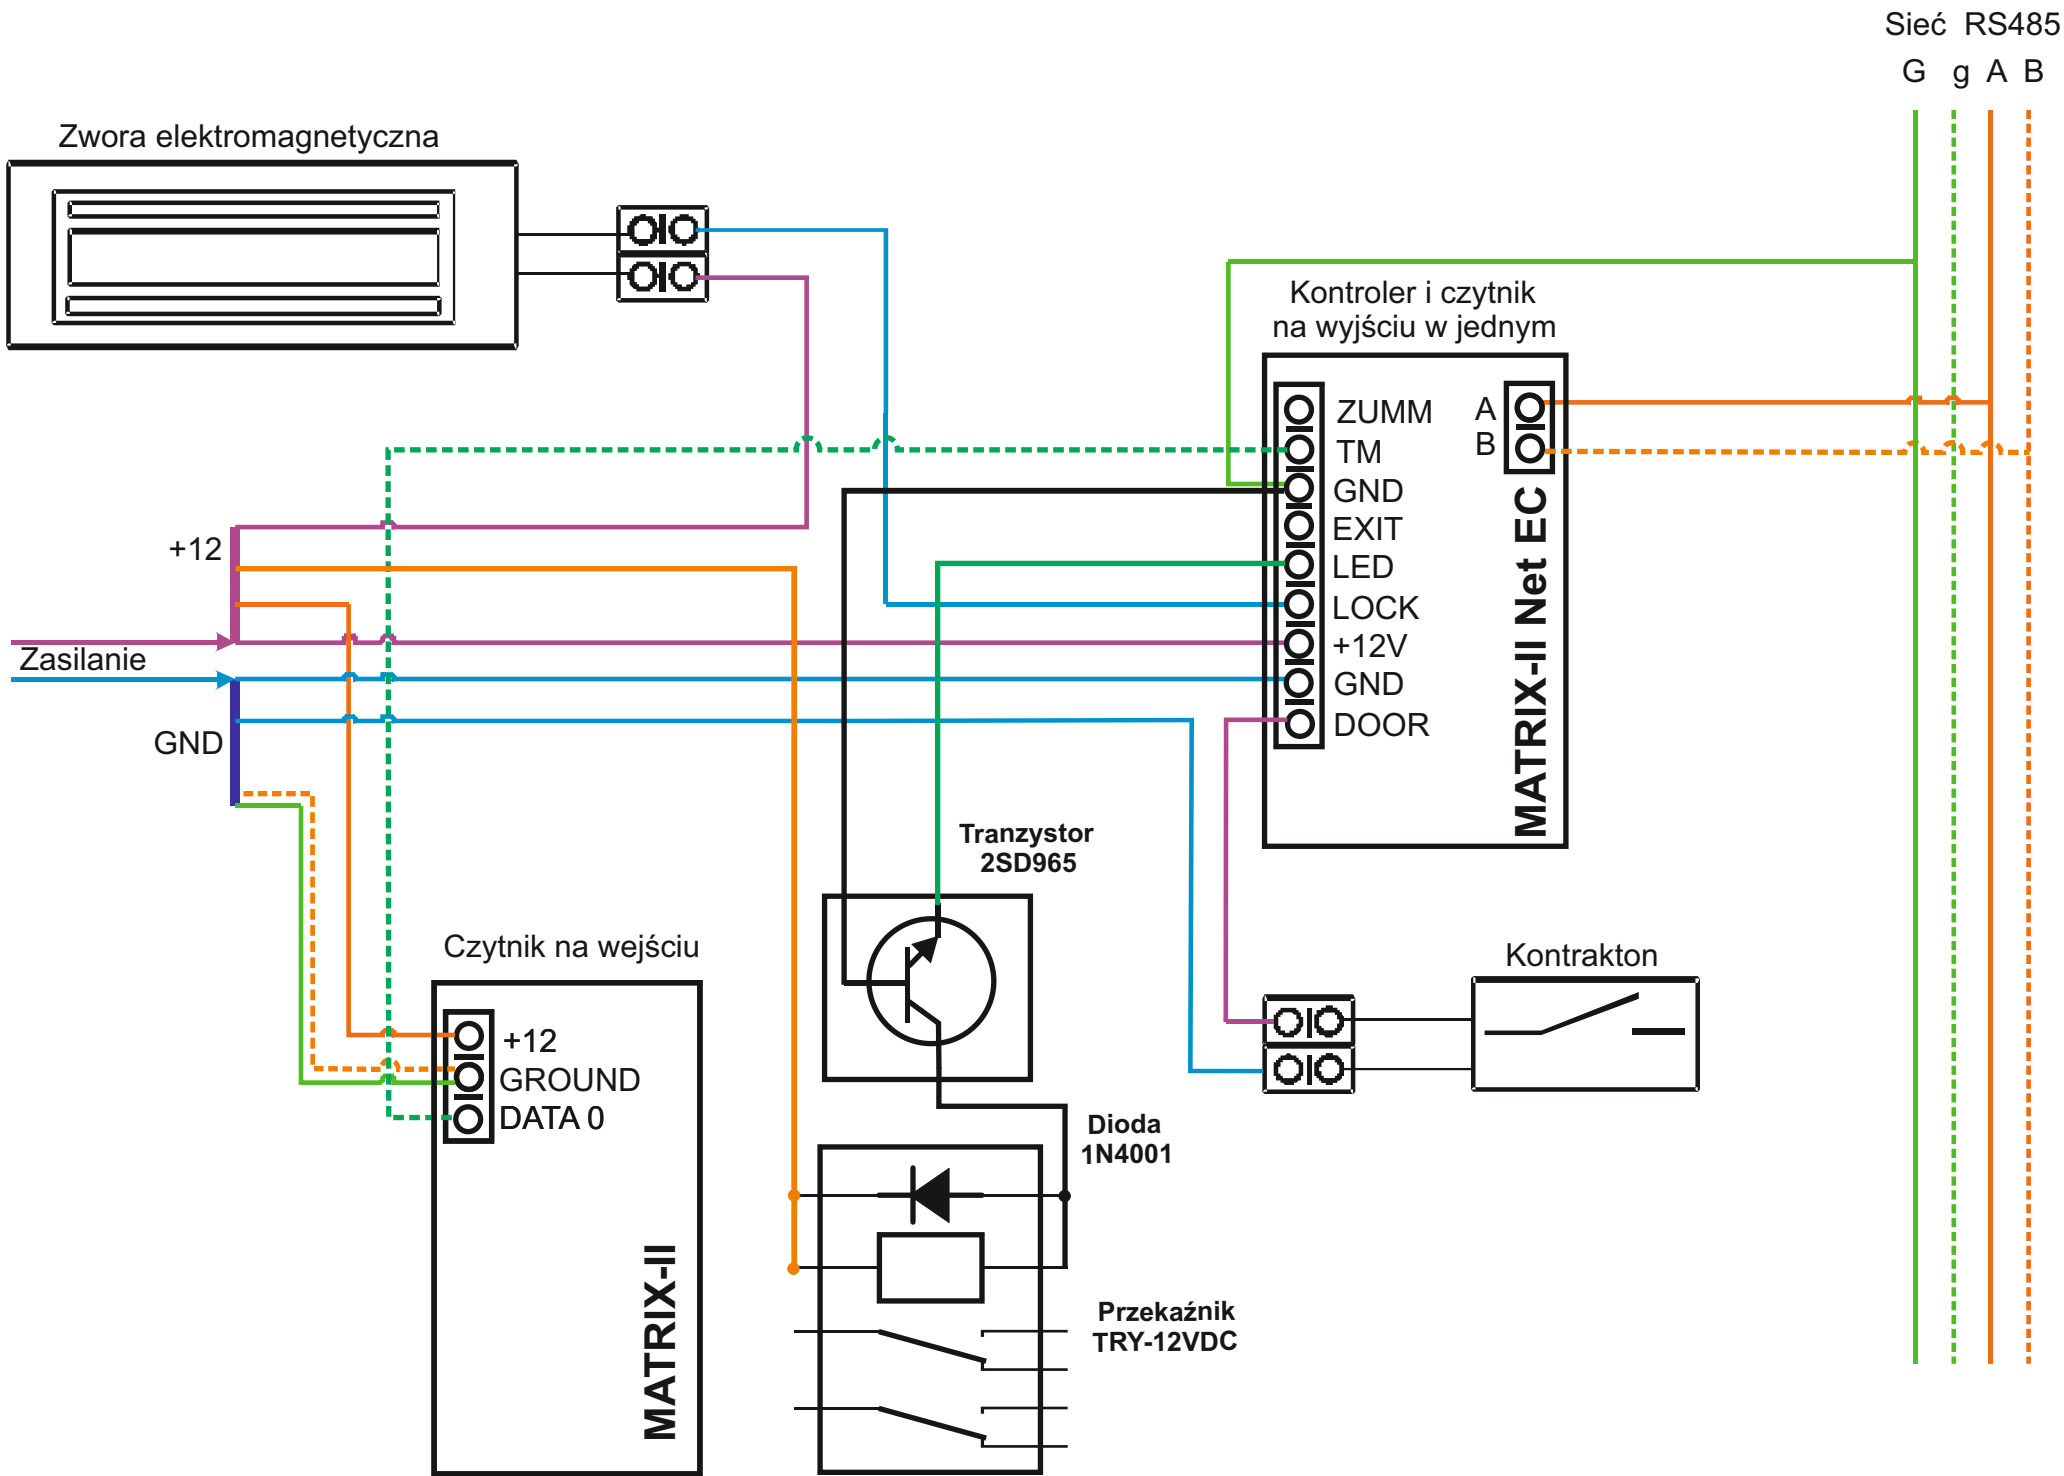 Sieć RS485
G g A B
Zwora elektromagnetyczna
Kontroler i czytnik
na wyjściu w jednym
ZUMM
TM
GND
EXIT
LED
LOCK
+12V
GND
DOOR
A
B
MATRIX-II Net EC
+12
Zasilanie
GND
Tranzystor
2SD965
Czytnik na wejściu
+12
GROUND
DATA 0
MATRIX-II
Kontrakton
Dioda
1N4001
Przekaźnik
TRY-12VDC